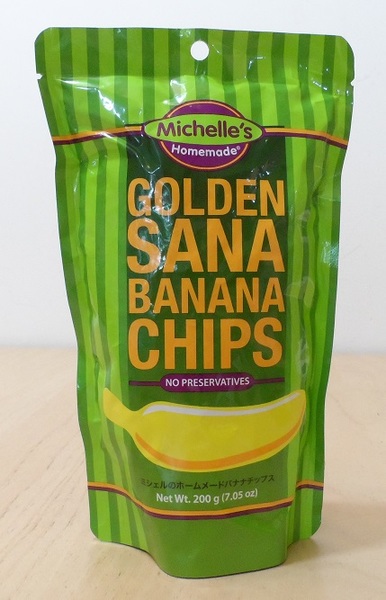 Michelle's
Homemade®
GOLDEN
SANA
BANANA
CHIPS
NO PRESERVATIVES
ミシェルのホームメードバナナチップス
Net Wt. 200 g (7.05 oz)